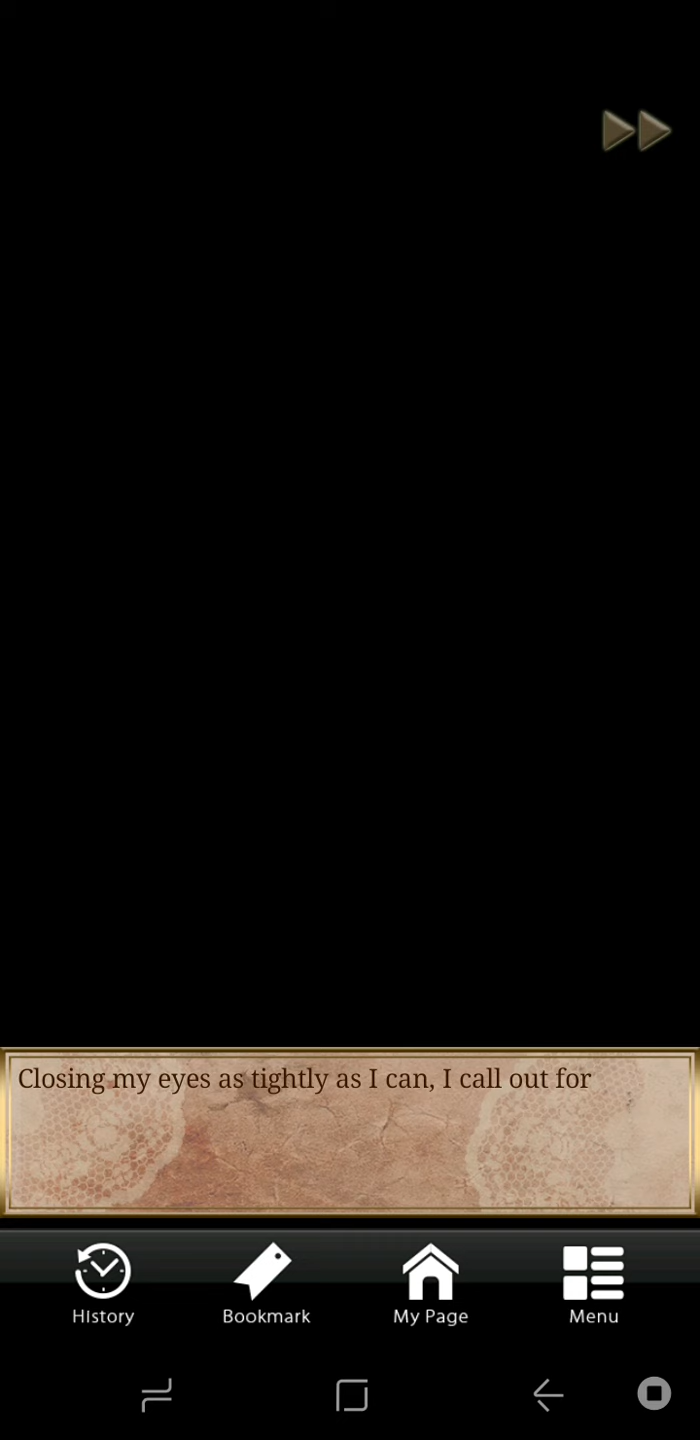 Closing my eyes as tightly as I can, I call out for
History
Bookmark
My Page
Menu